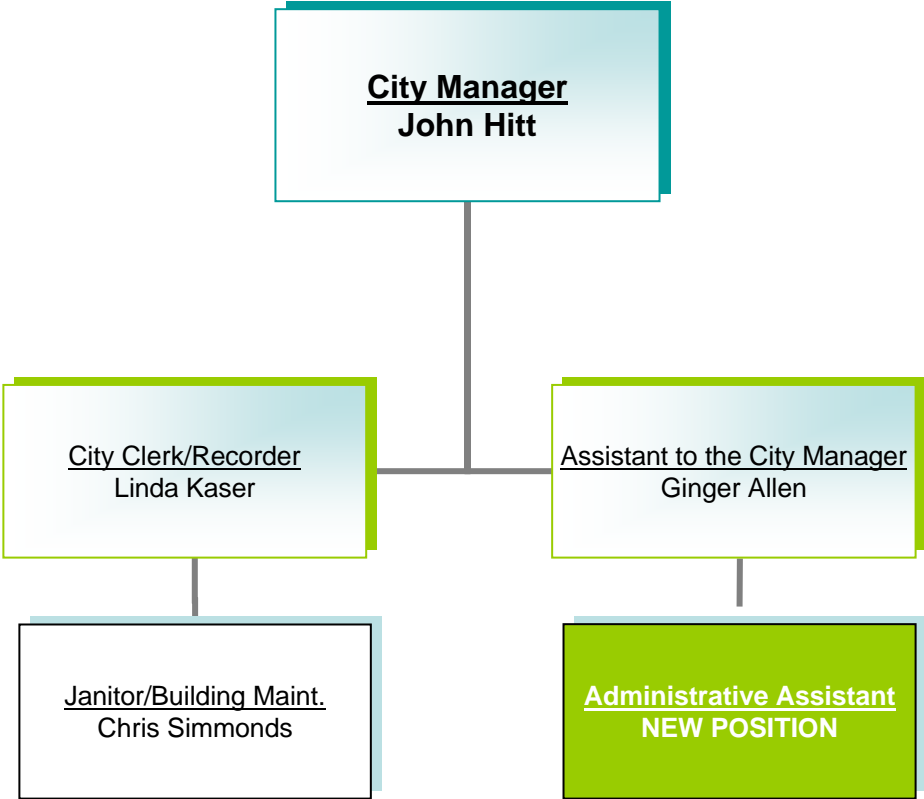 City Manager
John Hitt
City Clerk/Recorder
Linda Kaser
Assistant to the City Manager
Ginger Allen
Janitor/Building Maint.
Chris Simmonds
Administrative Assistant
NEW POSITION